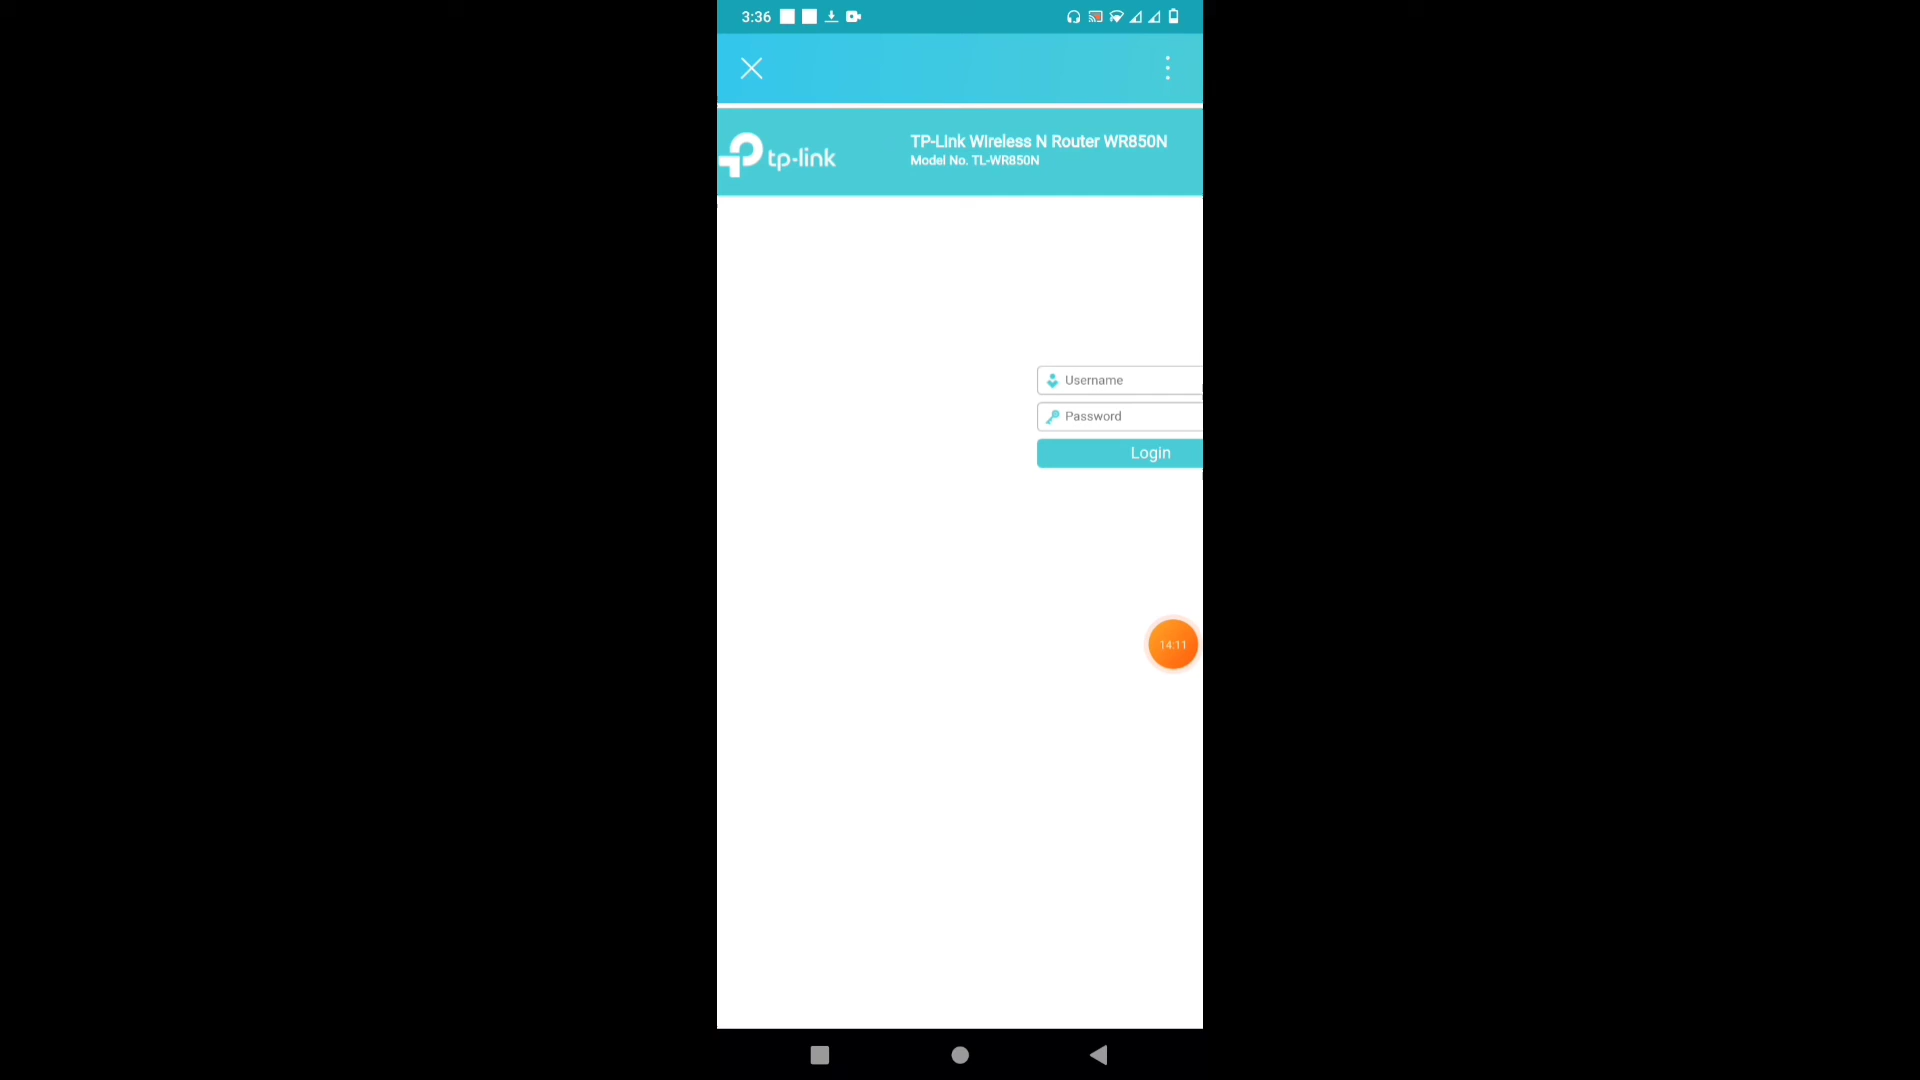 3:36
tp-link
TP-Link Wireless N Router WR850N
Model No. TL-WR850N
Username
Password
Login
14:11